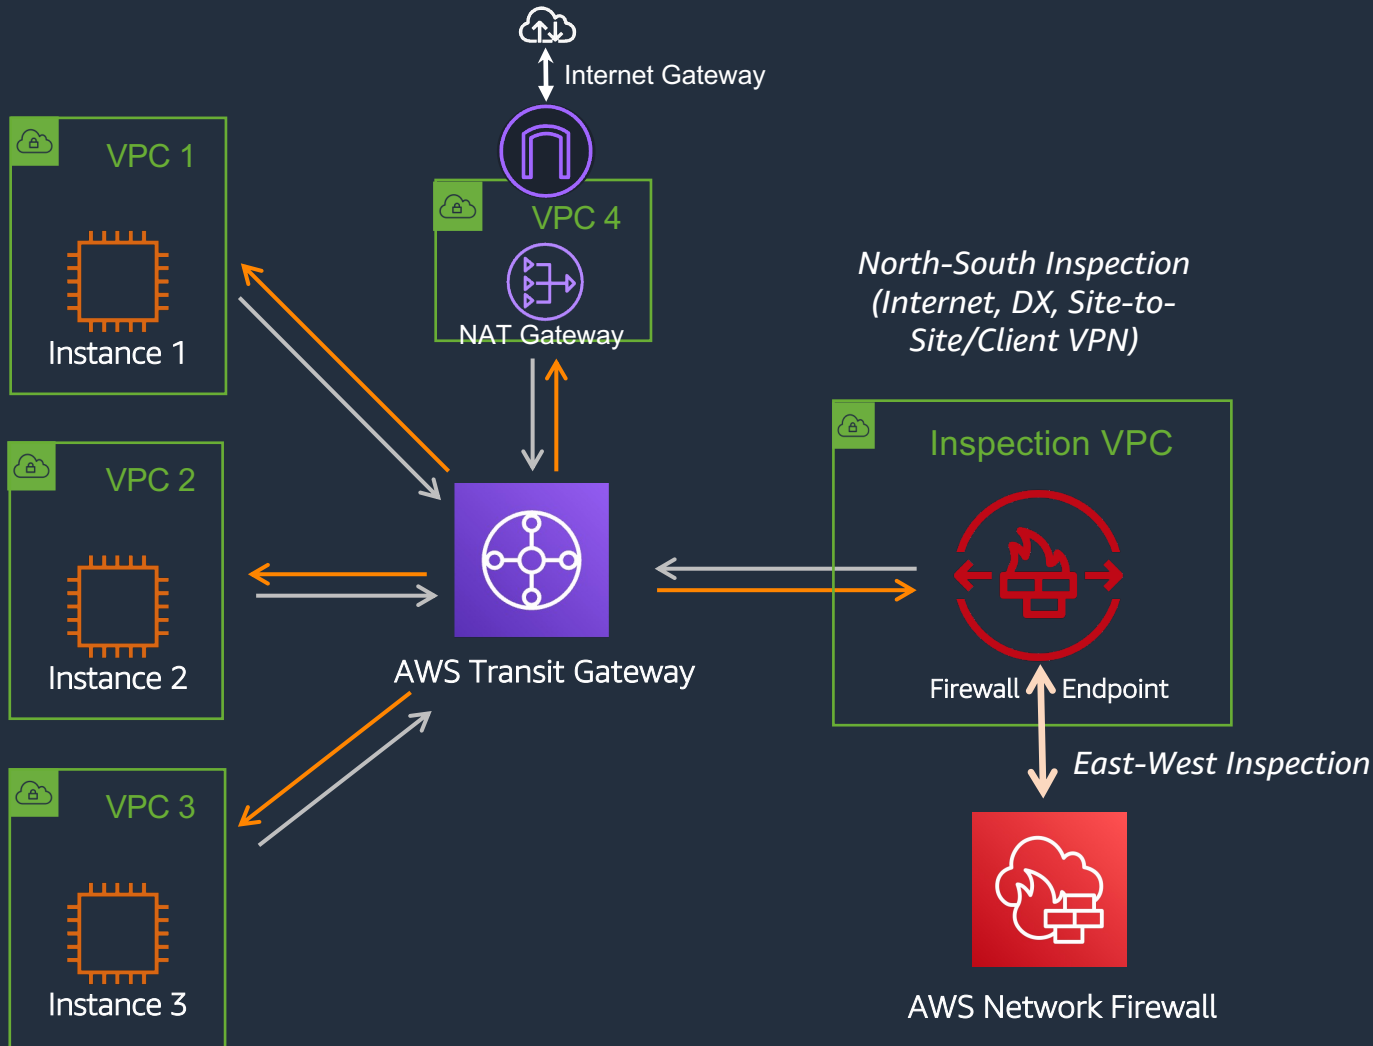 Internet Gateway
VPC 1
Instance 1
VPC 4
NAT Gateway
North-South Inspection
(Internet, DX, Site-to-
Site/Client VPN)
VPC 2
Instance 2
AWS Transit Gateway
Inspection VPC
Firewall Endpoint
East-West Inspection
VPC 3
Instance 3
AWS Network Firewall